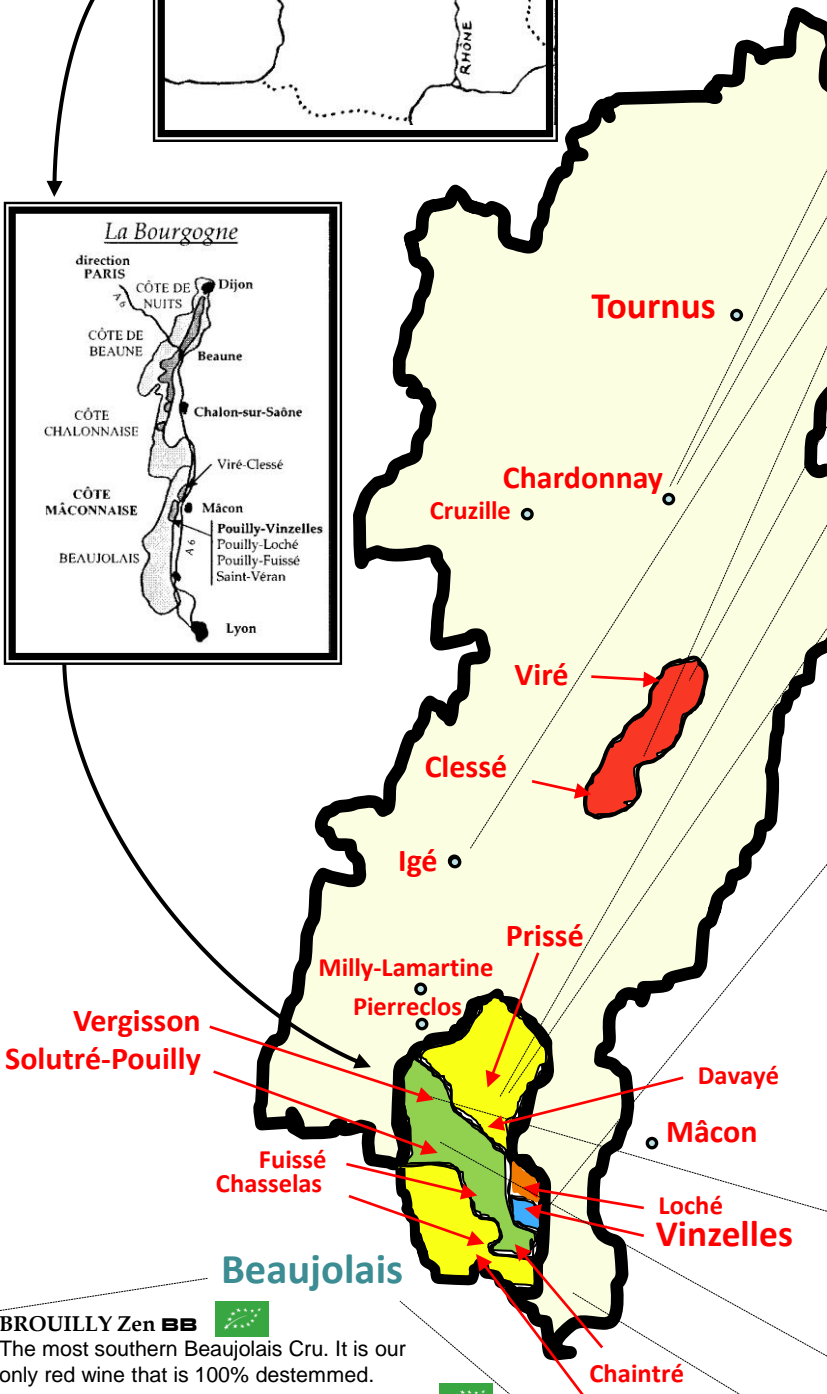 RHÔNE
La Bourgogne
direction
PARIS
A 6
CÔTE DE
NUITS
Dijon
CÔTE DE
BEAUNE
Beaune
CÔTE
CHALONNAISE
Chalon-sur-Saône
Viré-Clessé
CÔTE
MÂCONNAISE
Mâcon
Pouilly-Vinzelles
Pouilly-Loché
Pouilly-Fuissé
Saint-Véran
A 6
BEAUJOLAIS
Lyon
Tournus
Chardonnay
Cruzille
Viré
Clessé
Igé
Prissé
Milly-Lamartine
Pierreclos
Vergisson
Solutré-Pouilly
Davayé
Mâcon
Fuissé
Chasselas
Loché
Vinzelles
Beaujolais
Chaintré
BROUILLY Zen BB
The most southern Beaujolais Cru. It is our
only red wine that is 100% destemmed.